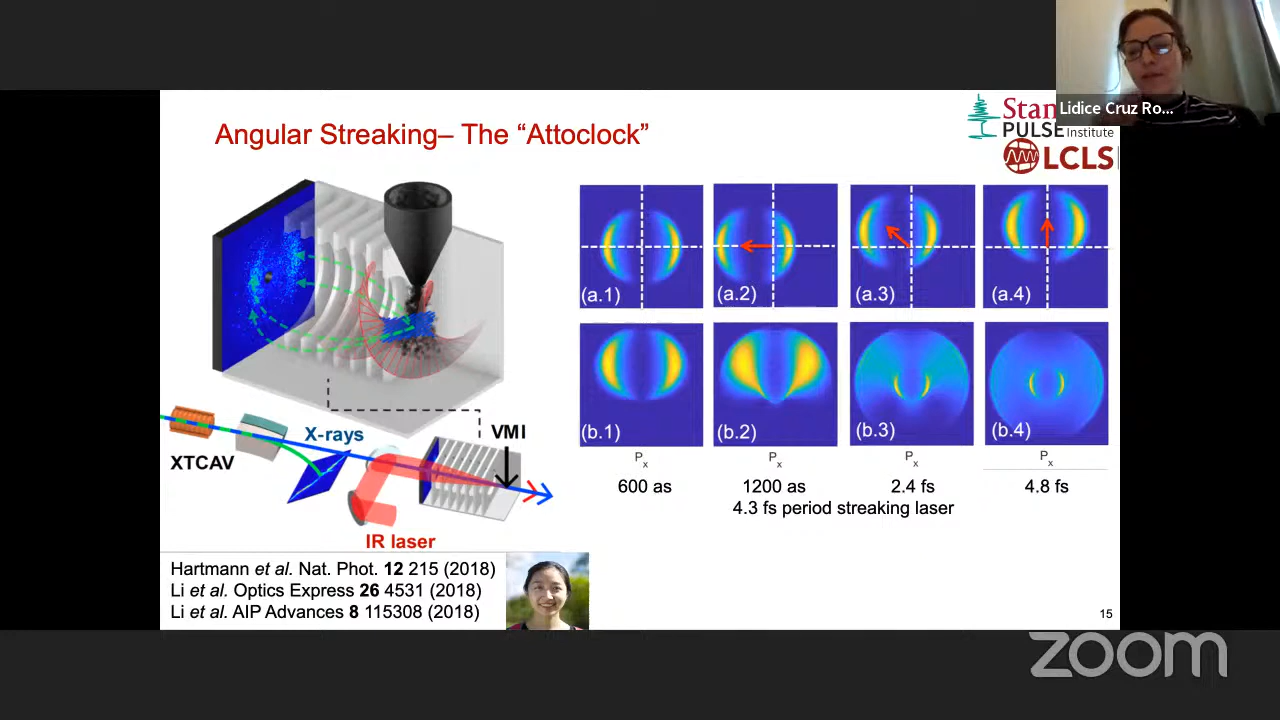 Lidice Cruz Ro...
Angular Streaking– The “Attoclock”
Stan
PULSE Institute
LCLS
(a.1)
(a.2)
(a.3)
(a.4)
(b.1)
(b.2)
(b.3)
(b.4)
Px
Px
Px
Px
600 as
1200 as
2.4 fs
4.8 fs
4.3 fs period streaking laser
X-rays
VMI
XTCAV
IR laser
Hartmann et al. Nat. Phot. 12 215 (2018)
Li et al. Optics Express 26 4531 (2018)
Li et al. AIP Advances 8 115308 (2018)
15
zoom